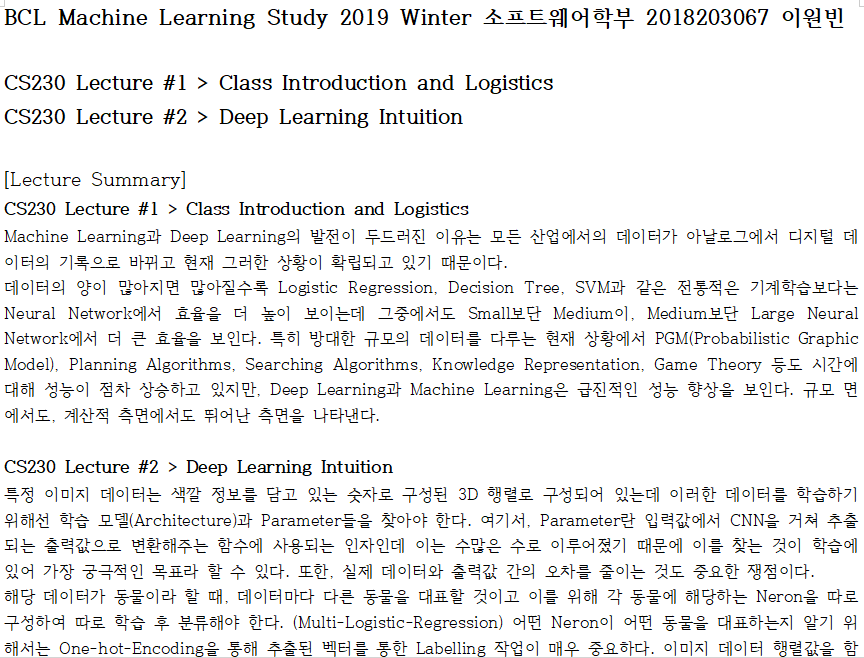 BCL Machine Learning Study 2019 Winter 소프트웨어학부 2018203067 이원빈
CS230 Lecture #1 > Class Introduction and Logistics
CS230 Lecture #2 > Deep Learning Intuition
[Lecture Summary]
CS230 Lecture #1 > Class Introduction and Logistics
Machine Learning과 Deep Learning의 발전이 두드러진 이유는 모든 산업에서의 데이터가 아날로그에서 디지털 데
이터의 기록으로 바뀌고 현재 그러한 상황이 확립되고 있기 때문이다.
데이터의 양이 많아지면 많아질수록 Logistic Regression, Decision Tree, SVM과 같은 전통적은 기계학습보다는
Neural Network에서 효율을 더 높이 보이는데 그중에서도 Small보단 Medium이, Medium보단 Large Neural
Network에서 더 큰 효율을 보인다. 특히 방대한 규모의 데이터를 다루는 현재 상황에서 PGM(Probabilistic Graphic
Model), Planning Algorithms, Searching Algorithms, Knowledge Representation, Game Theory 등도 시간에
대해 성능이 점차 상승하고 있지만, Deep Learning과 Machine Learning은 급진적인 성능 향상을 보인다. 규모 면
에서도, 계산적 측면에서도 뛰어난 측면을 나타낸다.
CS230 Lecture #2 > Deep Learning Intuition
특정 이미지 데이터는 색깔 정보를 담고 있는 숫자로 구성된 3D 행렬로 구성되어 있는데 이러한 데이터를 학습하기
위해선 학습 모델(Architecture)과 Parameter들을 찾아야 한다. 여기서, Parameter란 입력값에서 CNN을 거쳐 추출
되는 출력값으로 변환해주는 함수에 사용되는 인자인데 이는 수많은 수로 이루어졌기 때문에 이를 찾는 것이 학습에
있어 가장 궁극적인 목표라 할 수 있다. 또한, 실제 데이터와 출력값 간의 오차를 줄이는 것도 중요한 쟁점이다.
해당 데이터가 동물이라 할 때, 데이터마다 다른 동물을 대표할 것이고 이를 위해 각 동물에 해당하는 Neron을 따로
구성하여 따로 학습 후 분류해야 한다. (Multi-Logistic-Regression) 어떤 Neron이 어떤 동물을 대표하는지 알기 위
해서는 One-hot-Encoding을 통해 추출된 벡터를 통한 Labelling 작업이 매우 중요하다. 이미지 데이터 행렬값을 함